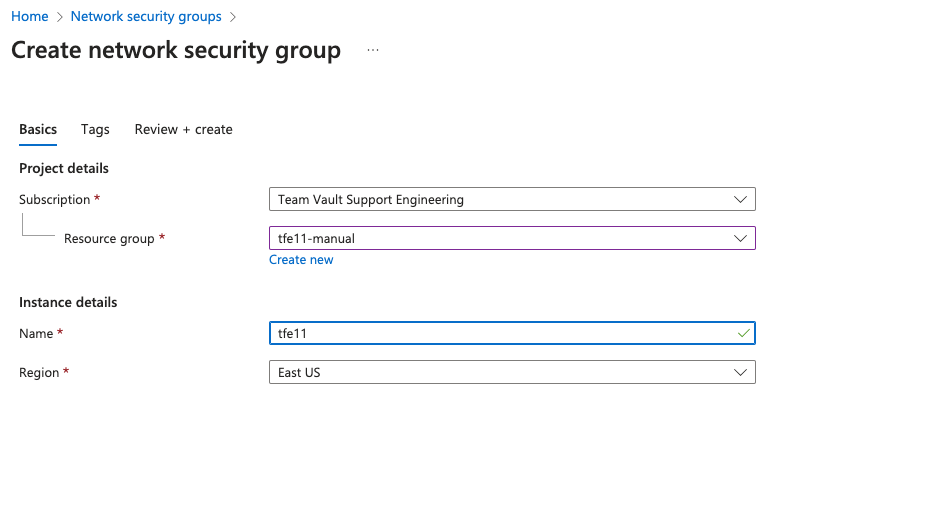 Home > Network security groups >
Create network security group ...
Basics Tags Review + create
Project details
Subscription * Team Vault Support Engineering
Resource group * tfe11-manual
Create new
Instance details
Name * tfe11
Region * East US